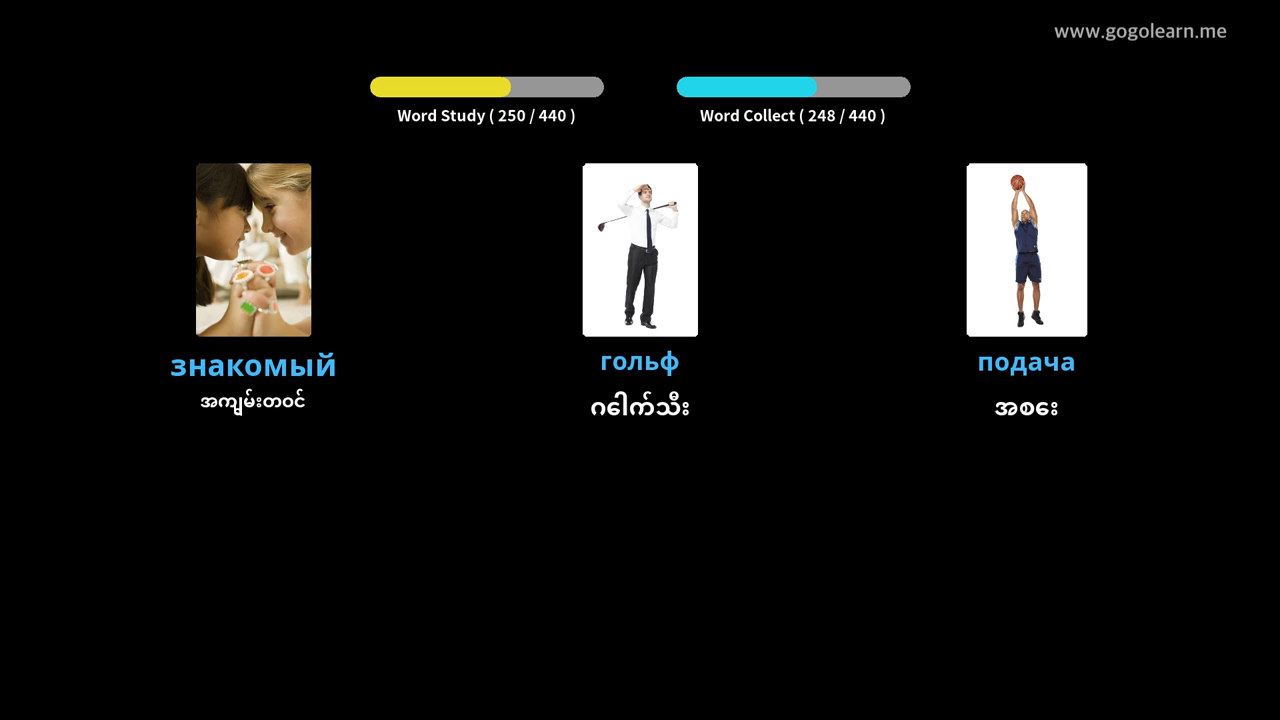 www.gogolearn.me
Word Study ( 250 / 440 )
Word Collect ( 248 / 440 )
знакомый
гольф
подача
အကျမ်းတဝင်
ဂေါက်သီး
အစေး